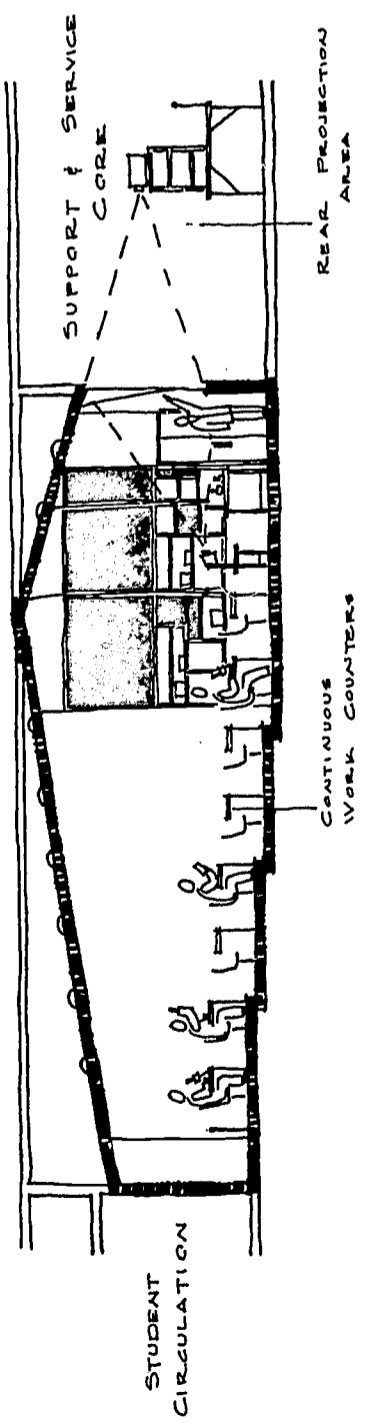 STUDENT
CIRCULATION
CONTINUOUS
WORK COUNTERS
SUPPORT & SERVICE
CORE
REAR PROJECTION
AREA